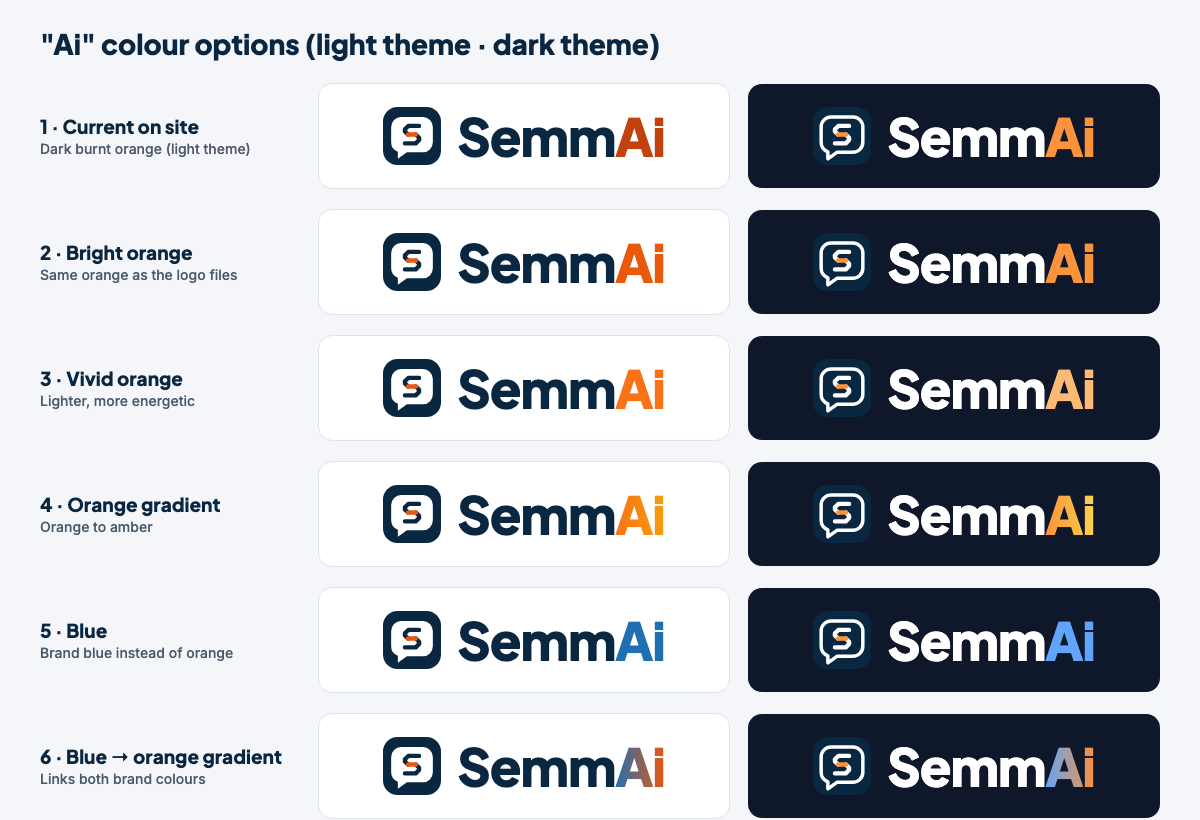 "Ai" colour options (light theme · dark theme)
1 · Current on site
Dark burnt orange (light theme)
S SemmAi
S SemmAi
2 · Bright orange
Same orange as the logo files
S SemmAi
S SemmAi
3 · Vivid orange
Lighter, more energetic
S SemmAi
S SemmAi
4 · Orange gradient
Orange to amber
S SemmAi
S SemmAi
5 · Blue
Brand blue instead of orange
S SemmAi
S SemmAi
6 · Blue → orange gradient
Links both brand colours
S SemmAi
S SemmAi